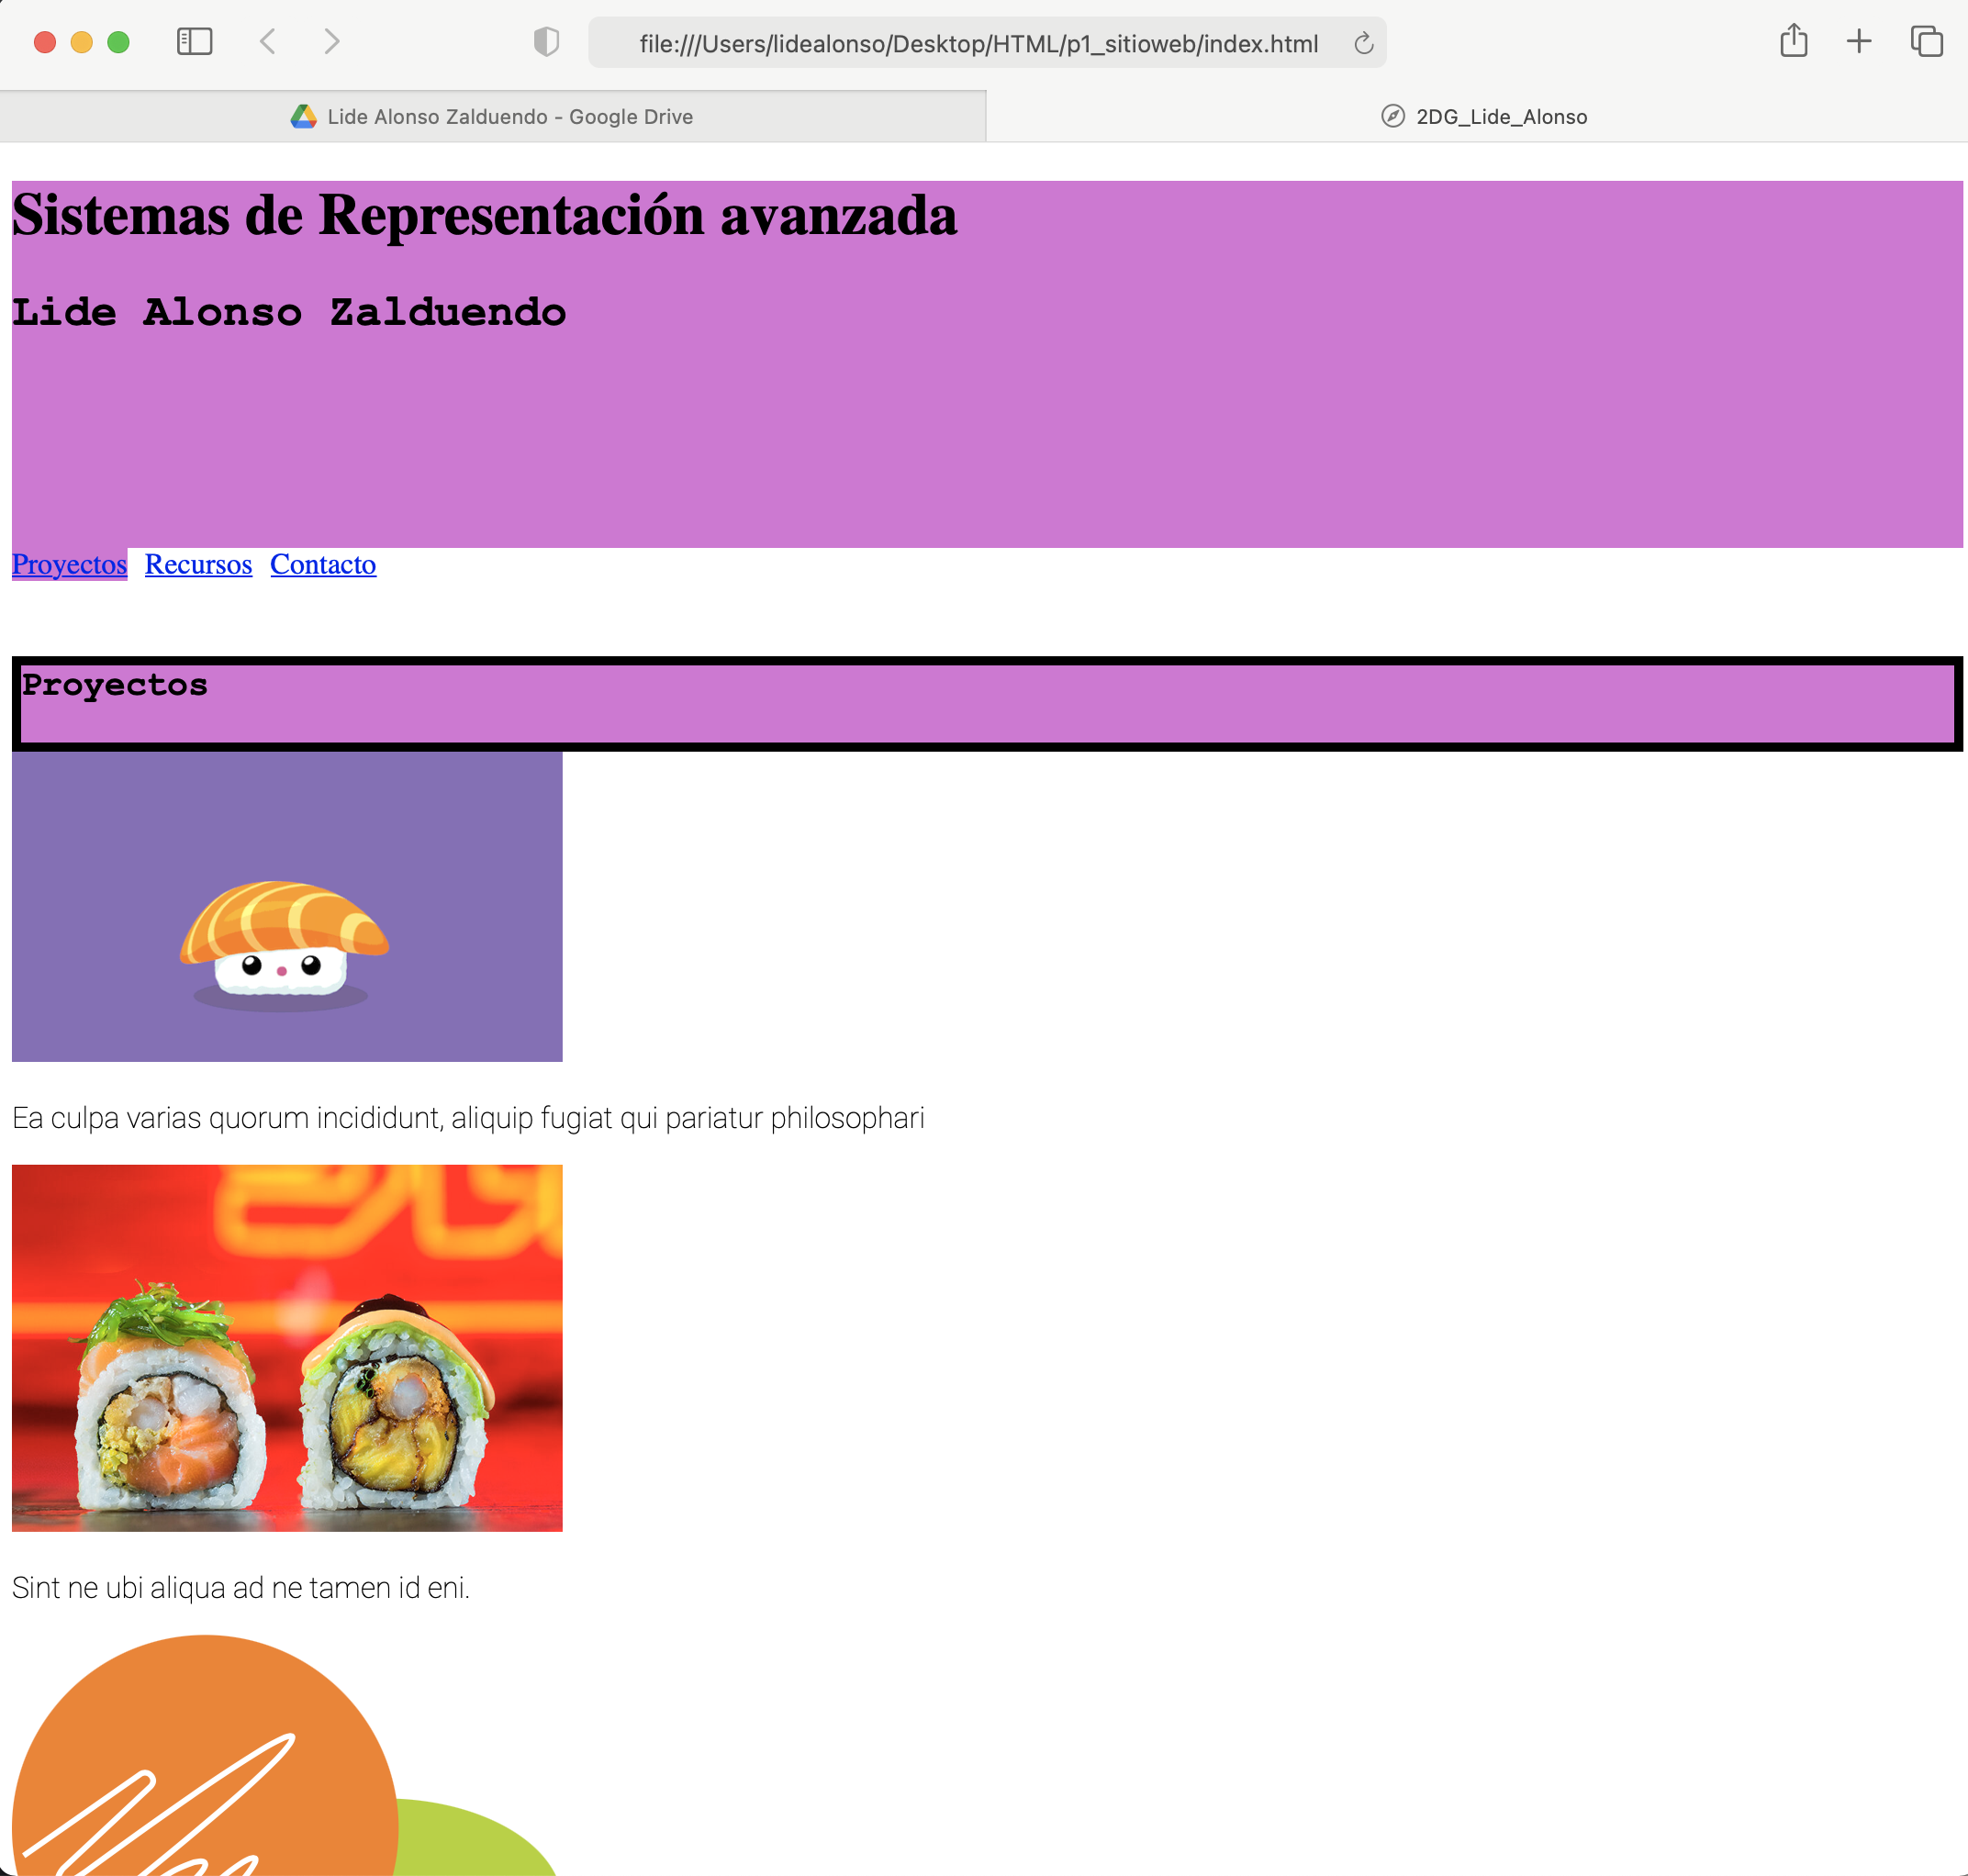 file:///Users/lidealonso/Desktop/HTML/p1_sitioweb/index.html
Lide Alonso Zalduendo - Google Drive
2DG_Lide_Alonso
Sistemas de Representación avanzada
Lide Alonso Zalduendo
Proyectos Recursos Contacto
Proyectos
Ea culpa varias quorum incididunt, aliquip fugiat qui pariatur philosophari
Sint ne ubi aliqua ad ne tamen id eni.